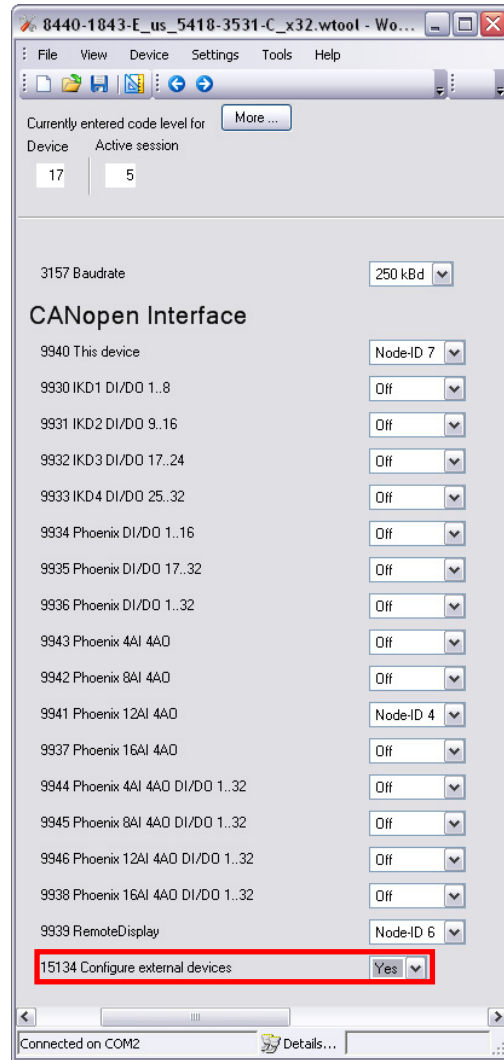 8440-1843-E_us_5418-3531-C_x32.wtool - Wo...
File View Device Settings Tools Help
Currently entered code level for More ...
Device Active session
17 5
3157 Baudrate 250 kBd
CANopen Interface
9940 This device Node-ID 7
9930 IKD1 DI/DO 1..8 Off
9931 IKD2 DI/DO 9..16 Off
9932 IKD3 DI/DO 17..24 Off
9933 IKD4 DI/DO 25..32 Off
9934 Phoenix DI/DO 1..16 Off
9935 Phoenix DI/DO 17..32 Off
9936 Phoenix DI/DO 1..32 Off
9943 Phoenix 4AI 4AO Off
9942 Phoenix 8AI 4AO Off
9941 Phoenix 12AI 4AO Node-ID 4
9937 Phoenix 16AI 4AO Off
9944 Phoenix 4AI 4AO DI/DO 1..32 Off
9945 Phoenix 8AI 4AO DI/DO 1..32 Off
9946 Phoenix 12AI 4AO DI/DO 1..32 Off
9938 Phoenix 16AI 4AO DI/DO 1..32 Off
9939 RemoteDisplay Node-ID 6
15134 Configure external devices Yes
Connected on COM2 Details...